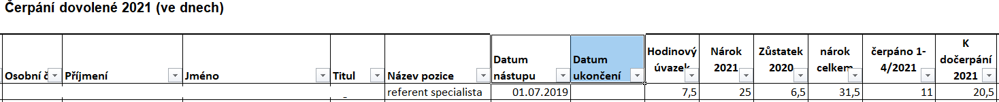 Čerpání dovolené 2021 (ve dnech)
Osobní č Příjmení Jméno Titul Název pozice Datum nástupu Datum ukončení Hodinový úvazek Nárok 2021 Zůstatek 2020 nárok celkem čerpáno 1-4/2021 K dočerpání 2021
referent specialista 01.07.2019 7,5 25 6,5 31,5 11 20,5